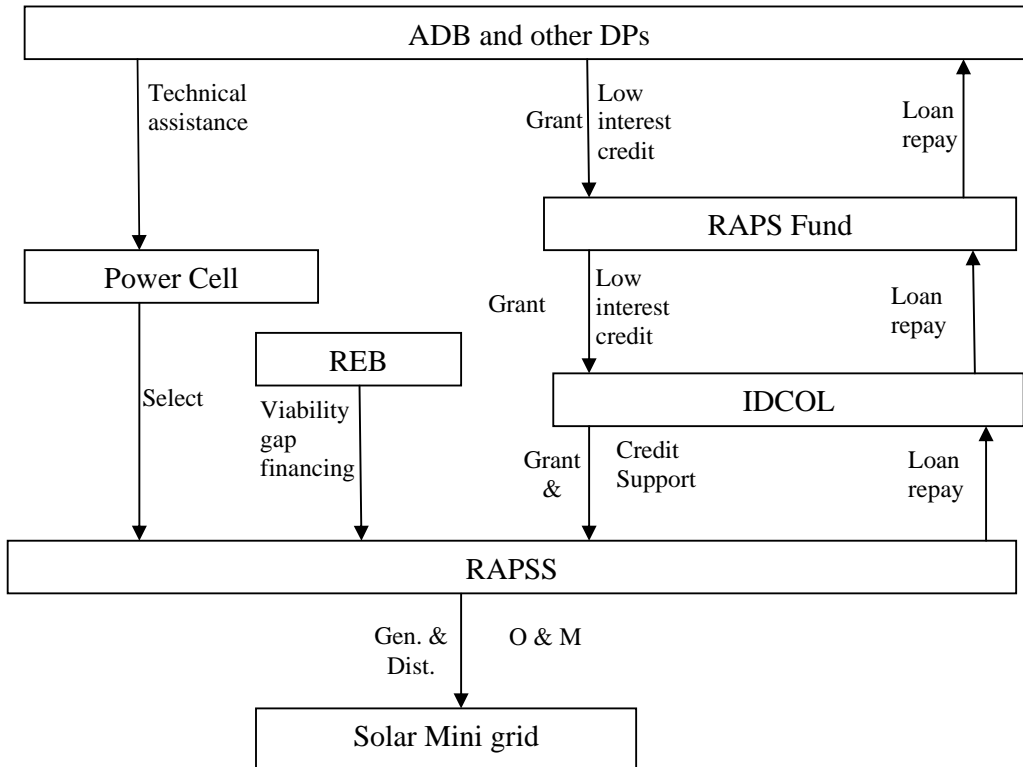 ADB and other DPs
Technical
assistance
Grant
Low
interest
credit
Loan
repay
RAPS Fund
Power Cell
Grant
Low
interest
credit
Loan
repay
REB
IDCOL
Select
Viability
gap
financing
Grant
&
Credit
Support
Loan
repay
RAPSS
Gen. &
Dist.
O & M
Solar Mini grid